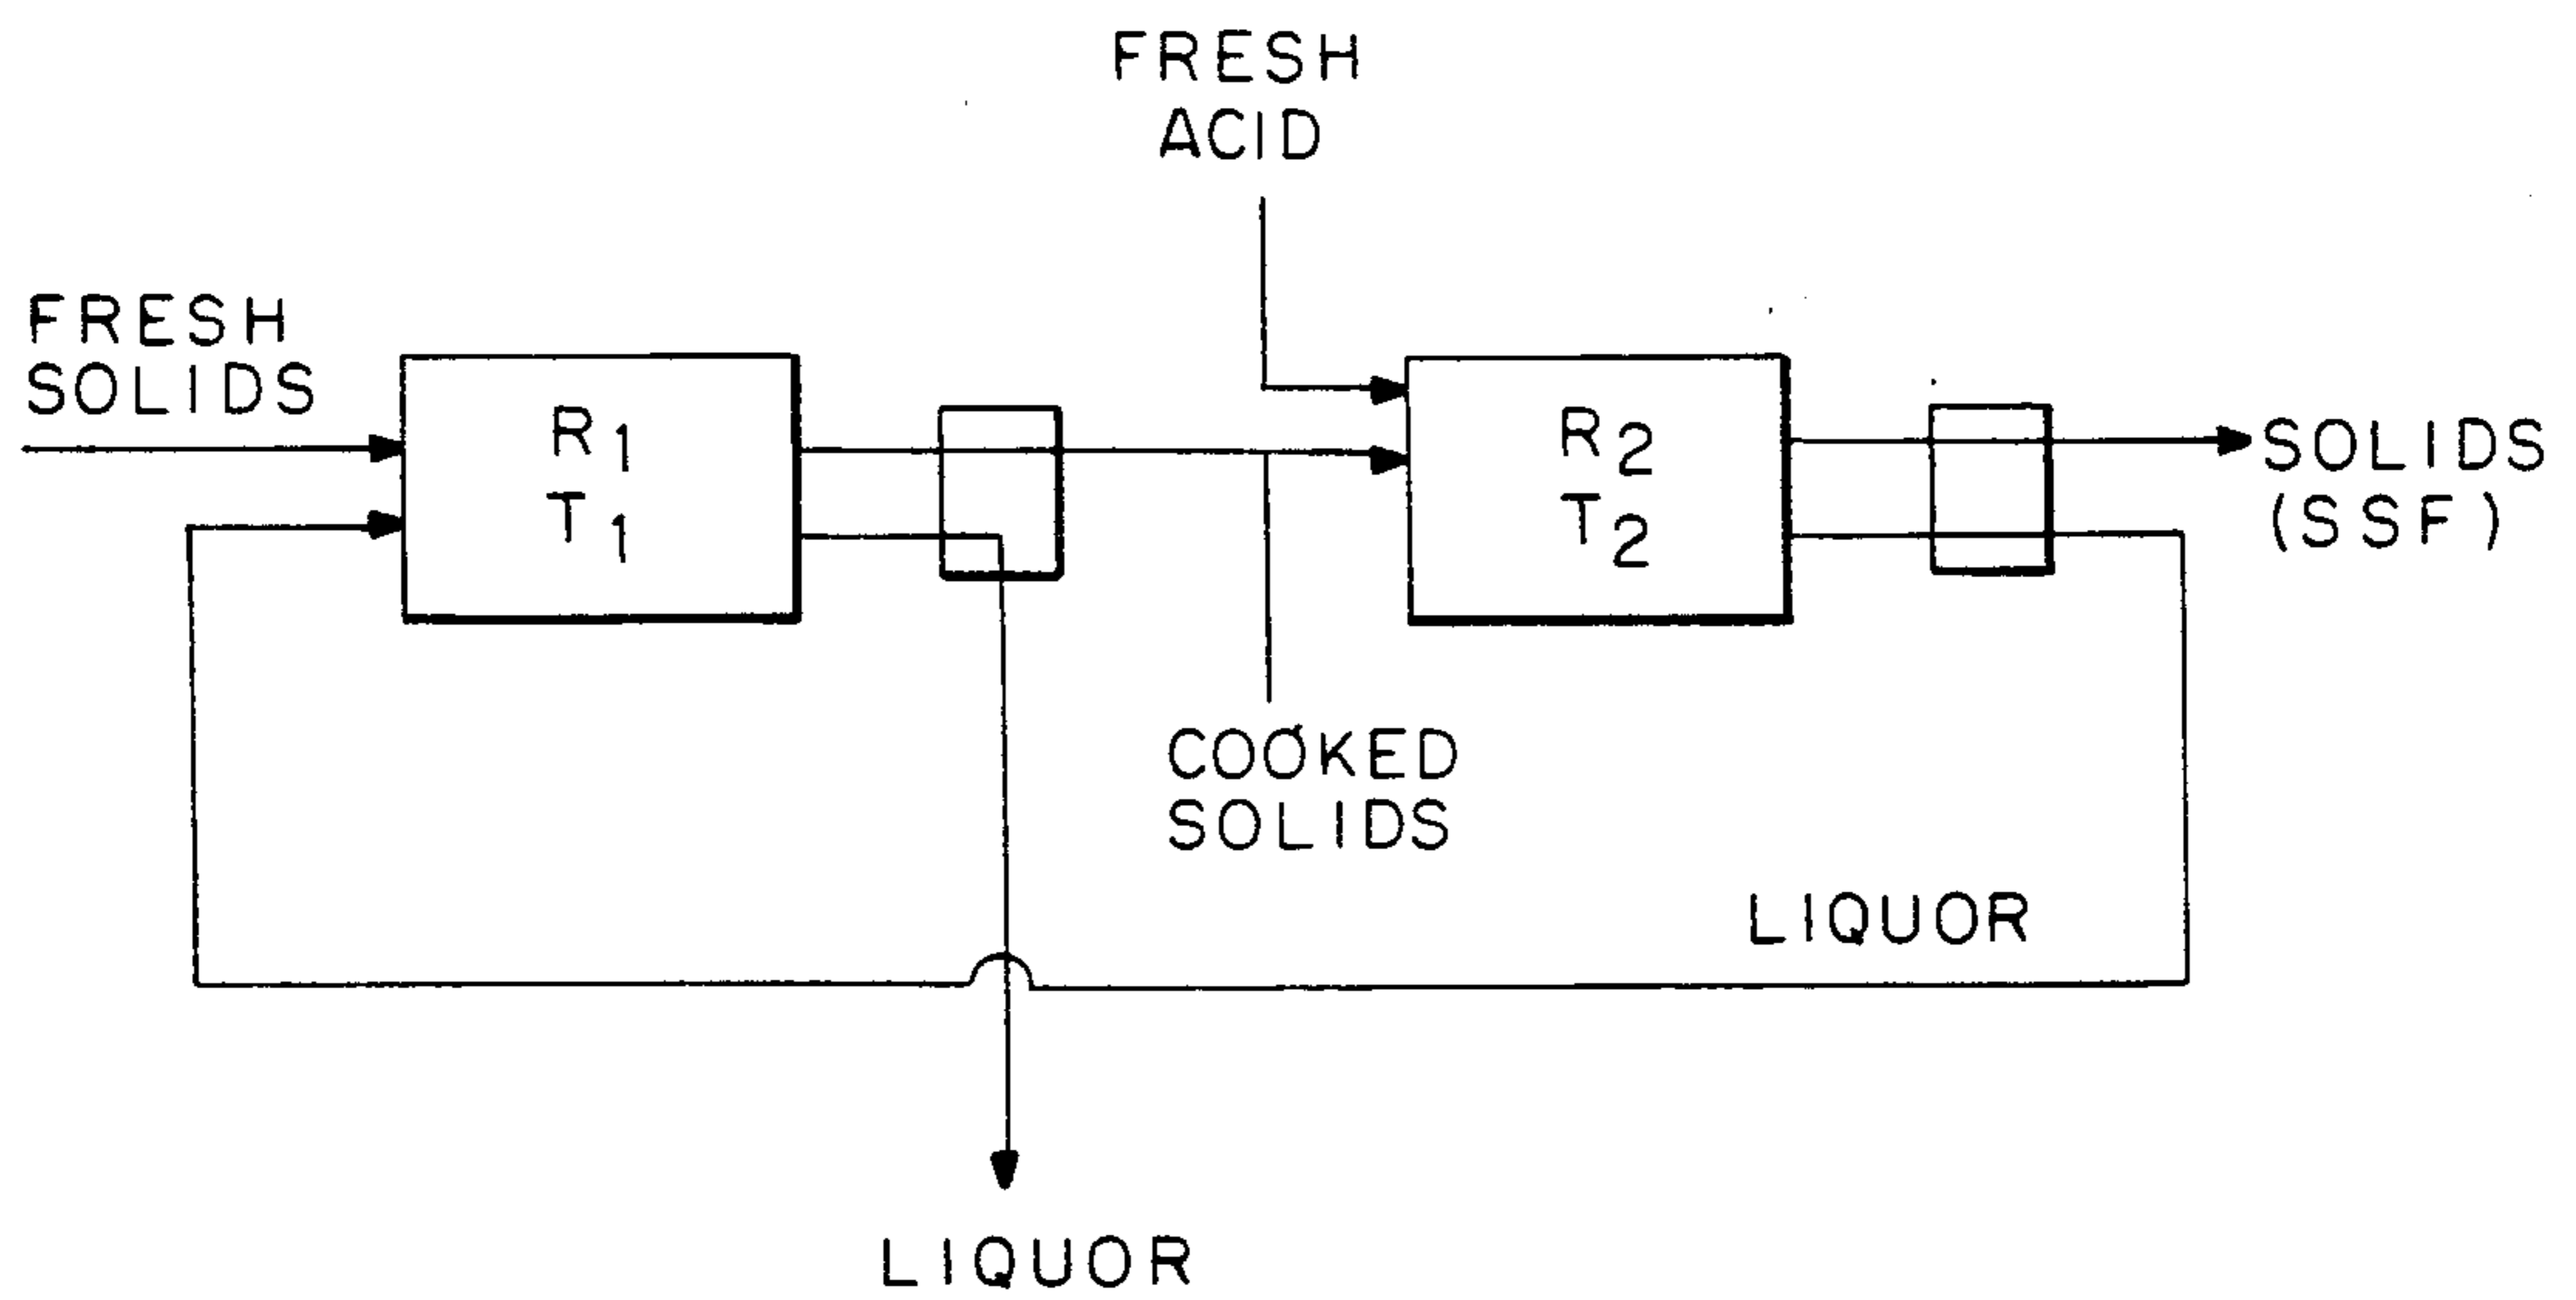 FRESH
ACID
FRESH
SOLIDS
R1
T1
R2
T2
SOLIDS
(SSF)
COOKED
SOLIDS
LIQUOR
LIQUOR